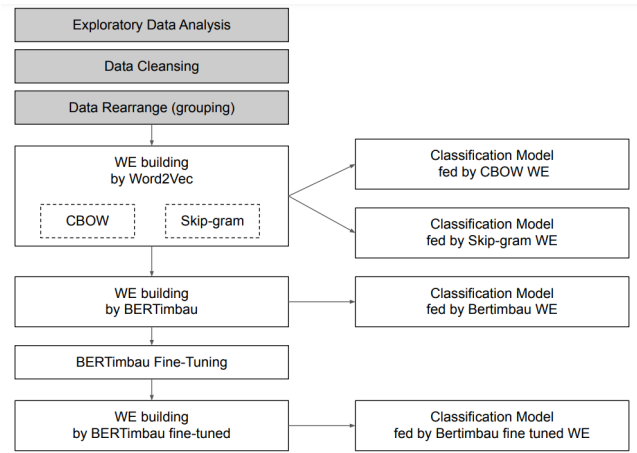 Exploratory Data Analysis
Data Cleansing
Data Rearrange (grouping)
WE building
by Word2Vec
CBOW
Skip-gram
Classification Model
fed by CBOW WE
Classification Model
fed by Skip-gram WE
WE building
by BERTimbau
Classification Model
fed by Bertimbau WE
BERTimbau Fine-Tuning
WE building
by BERTimbau fine-tuned
Classification Model
fed by Bertimbau fine tuned WE